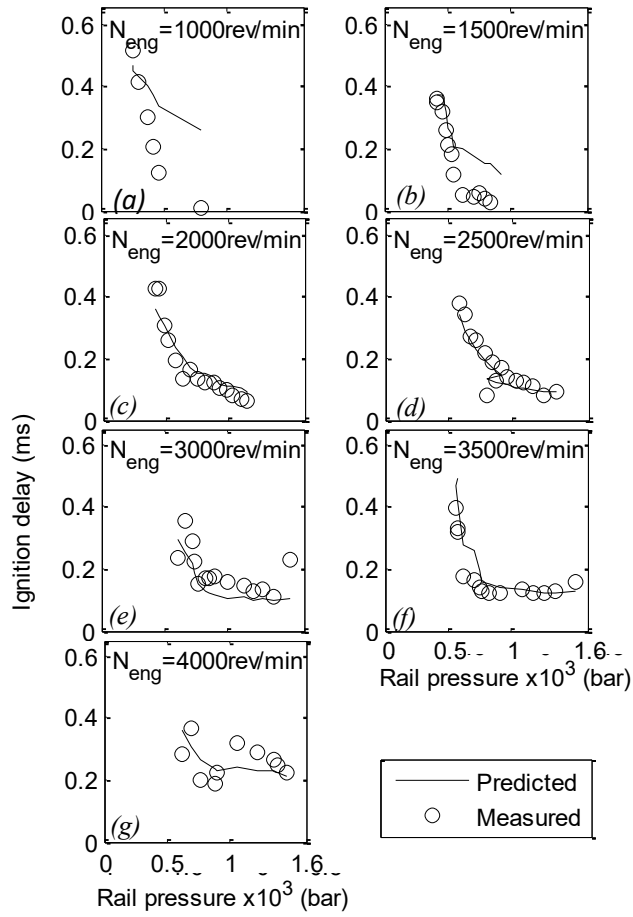 N_eng=1000rev/min
0.6
0.4
0.2
0
(a)
N_eng=1500rev/min
0.6
0.4
0.2
0
(b)
N_eng=2000rev/min
0.6
0.4
0.2
0
(c)
N_eng=2500rev/min
0.6
0.4
0.2
0
(d)
Ignition delay (ms)
N_eng=3000rev/min
0.6
0.4
0.2
0
(e)
N_eng=3500rev/min
0.6
0.4
0.2
0
(f)
0 0.5 1 1.6
Rail pressure x10^3 (bar)
N_eng=4000rev/min
0.6
0.4
0.2
0
(g)
0 0.5 1 1.6
Rail pressure x10^3 (bar)
Predicted
Measured